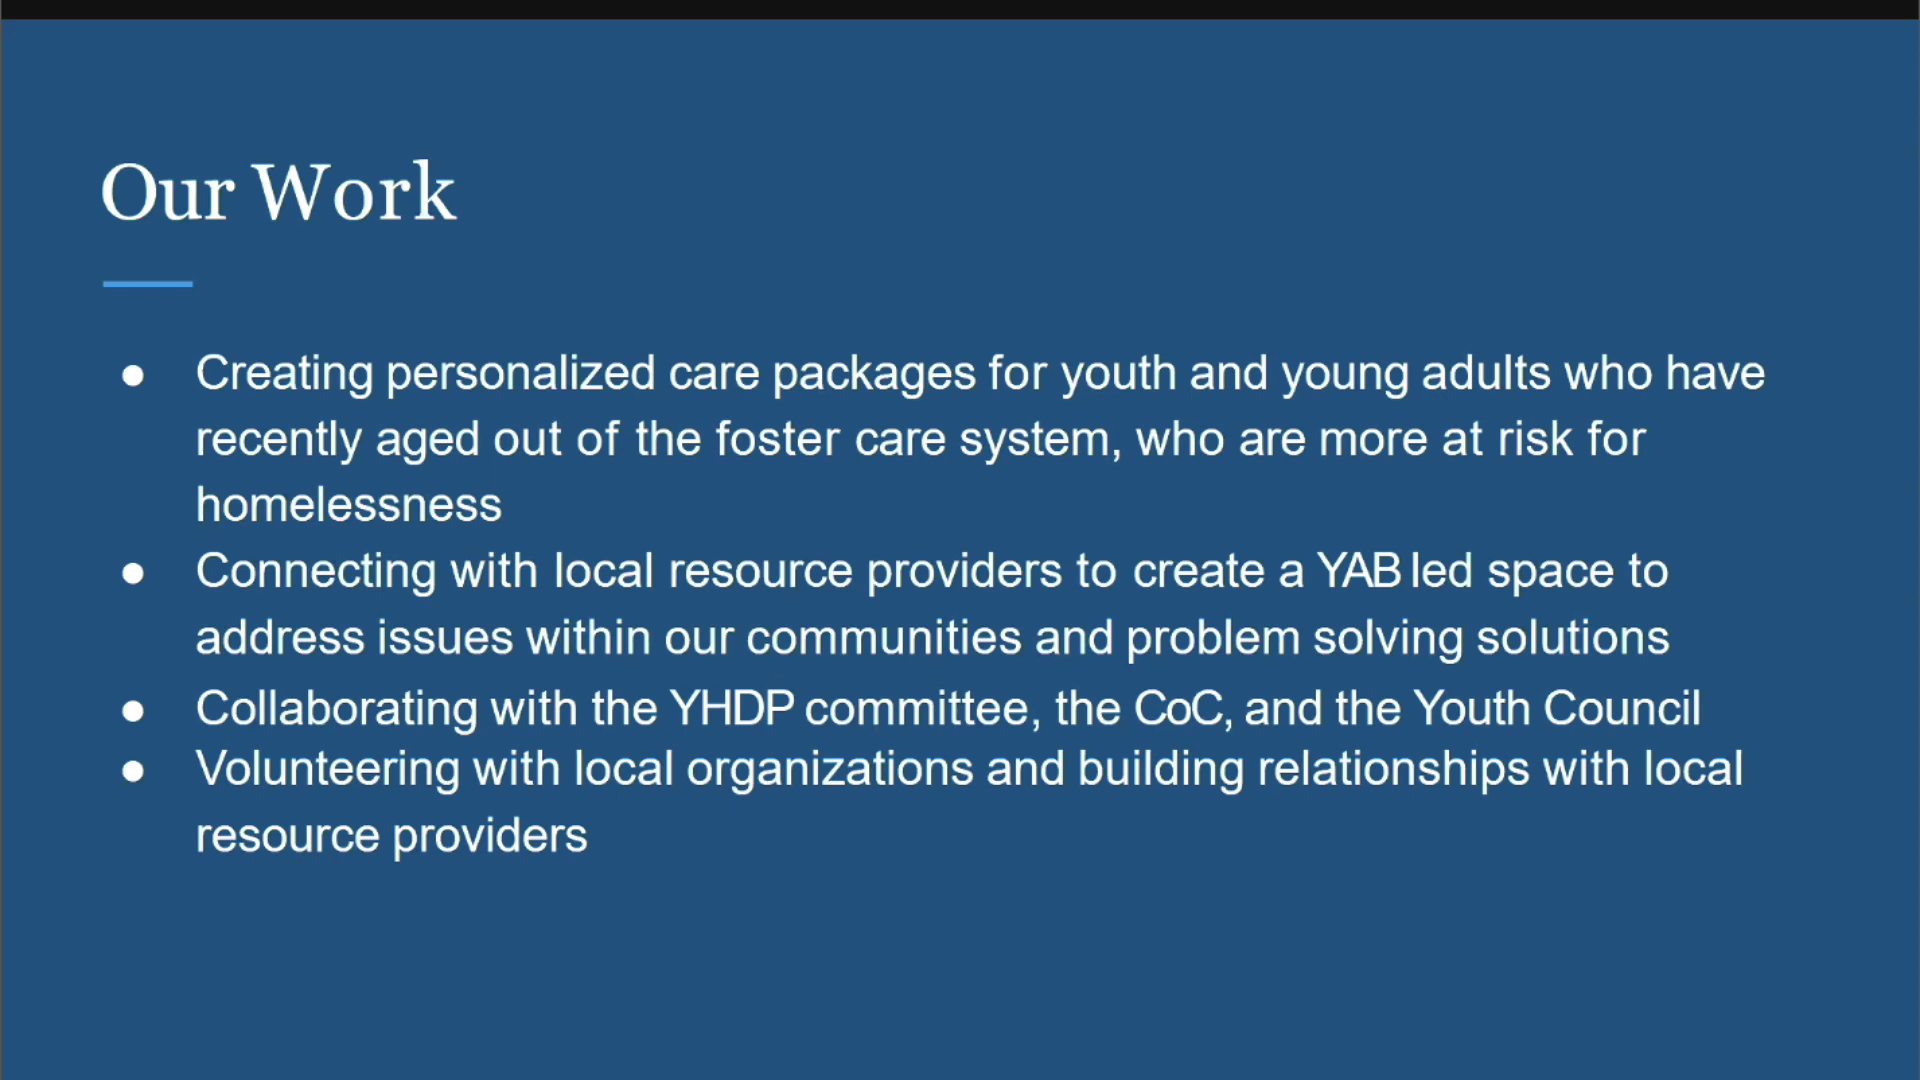 Our Work
● Creating personalized care packages for youth and young adults who have
recently aged out of the foster care system, who are more at risk for
homelessness
● Connecting with local resource providers to create a YAB led space to
address issues within our communities and problem solving solutions
● Collaborating with the YHDP committee, the CoC, and the Youth Council
● Volunteering with local organizations and building relationships with local
resource providers